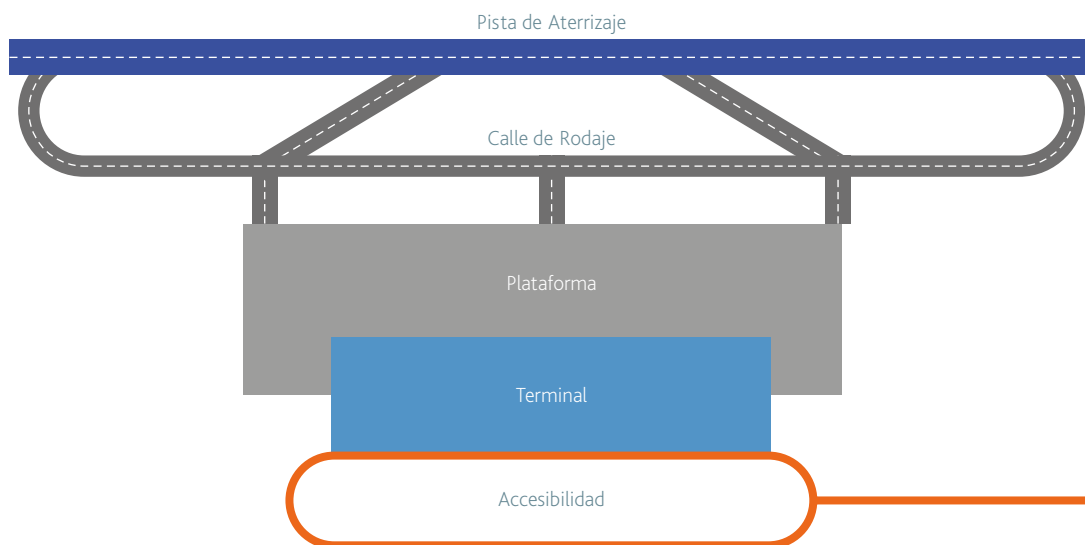 Pista de Aterrizaje
Calle de Rodaje
Plataforma
Terminal
Accesibilidad